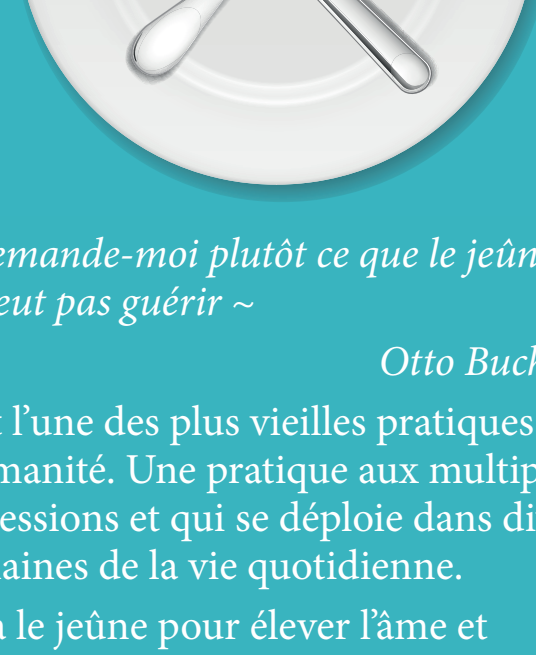 emande-moi plutôt ce que le jeûn
eut pas guérir ~
Otto Buch
t l'une des plus vieilles pratiques
manité. Une pratique aux multip
essions et qui se déploie dans di
aines de la vie quotidienne.
a le jeûne pour élever l'âme et